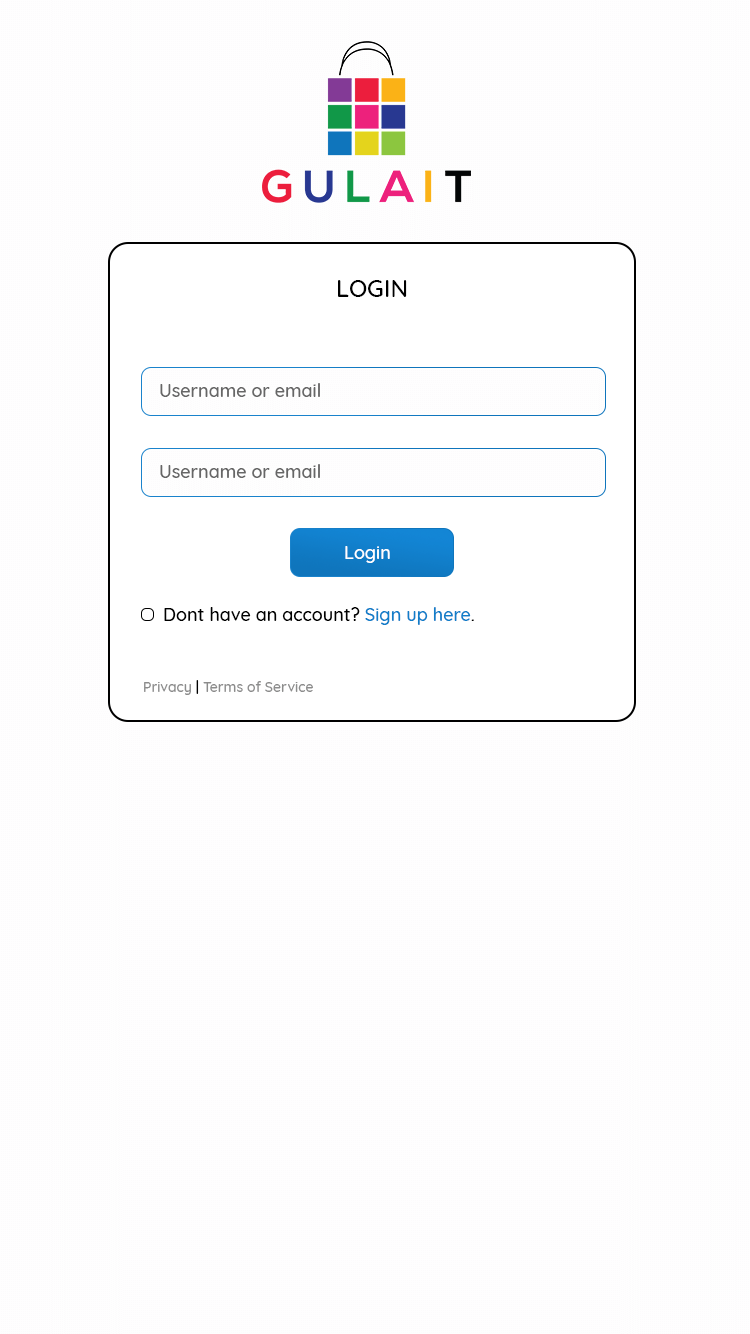 GULAIT
LOGIN
Username or email
Username or email
Login
Dont have an account? Sign up here.
Privacy | Terms of Service